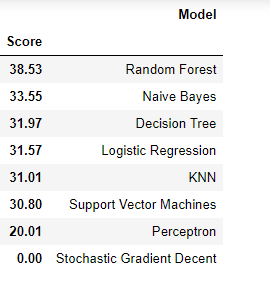 Model
Score
38.53 Random Forest
33.55 Naive Bayes
31.97 Decision Tree
31.57 Logistic Regression
31.01 KNN
30.80 Support Vector Machines
20.01 Perceptron
0.00 Stochastic Gradient Decent